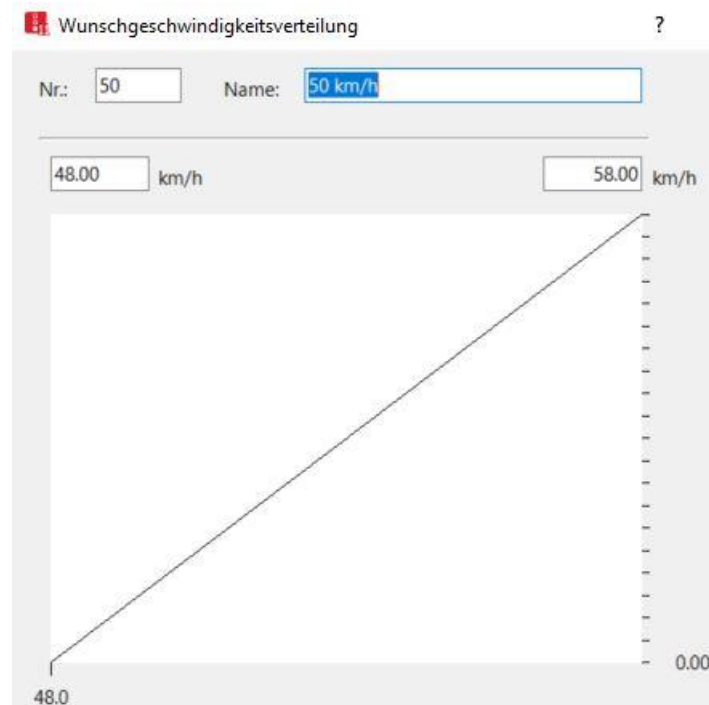 Wunschgeschwindigkeitsverteilung ?
Nr.: 50 Name: 50 km/h
48.00 km/h 58.00 km/h
0.00
48.0